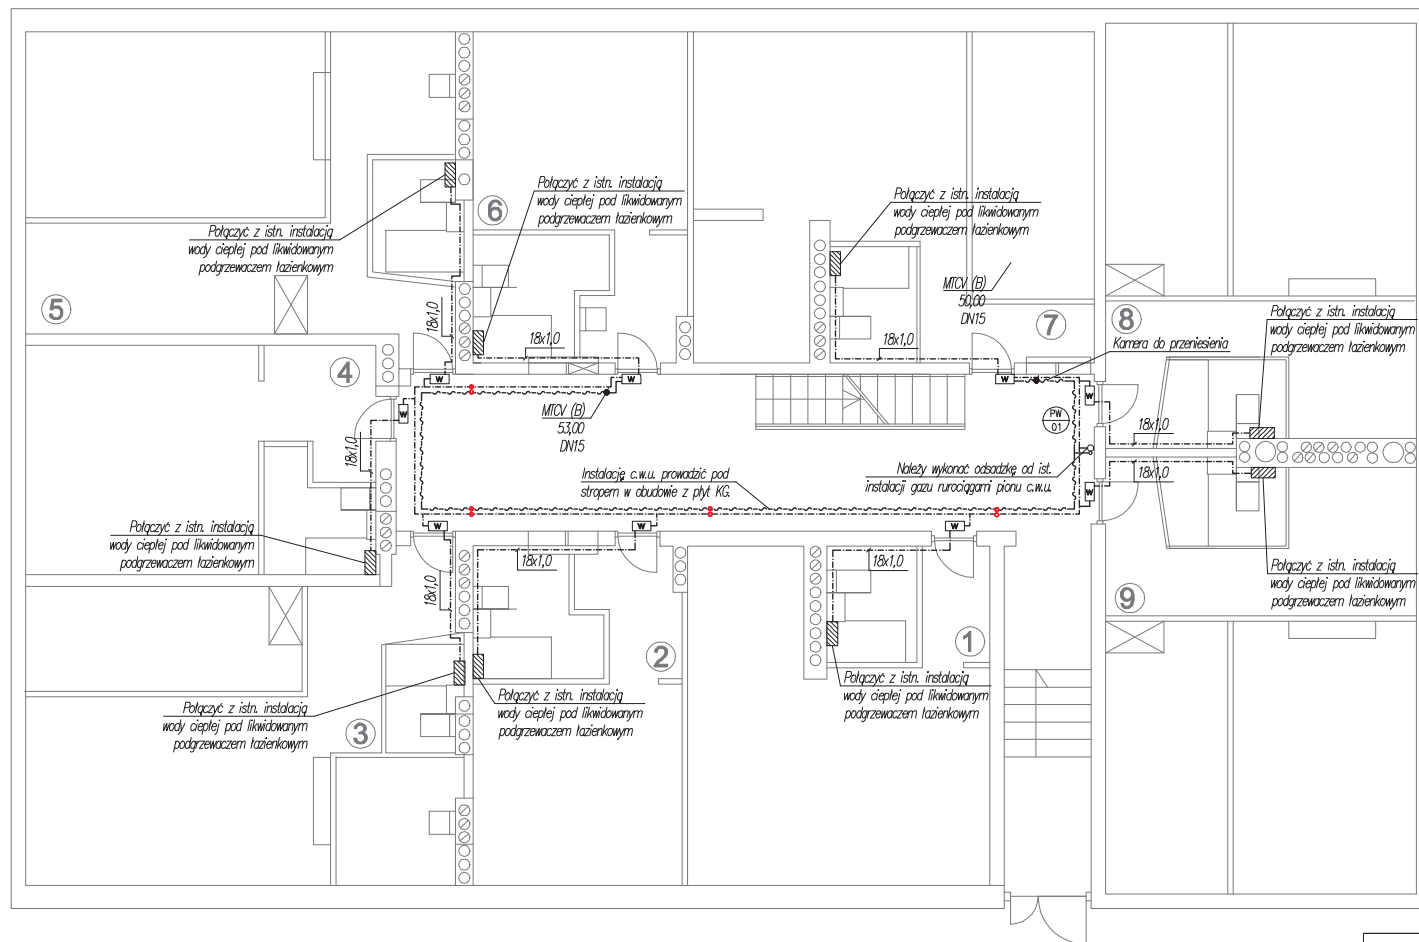 Połączyć z istn. instalacją
wody ciepłej pod likwidowanym
podgrzewaczem łazienkowym
6
Połączyć z istn. instalacją
wody ciepłej pod likwidowanym
podgrzewaczem łazienkowym
Połączyć z istn. instalacją
wody ciepłej pod likwidowanym
podgrzewaczem łazienkowym
MTCV (B)
50,00
DN15
5
18x1,0
18x1,0
18x1,0
7
8
Połączyć z istn. instalacją
wody ciepłej pod likwidowanym
podgrzewaczem łazienkowym
Kamera do przeniesienia
4
W
W
W
W
W
MTCV (B)
53,00
DN15
PW
01
18x1,0
18x1,0
18x1,0
Instalację c.w.u. prowadzić pod
stropem w obudowie z płyt KG.
Należy wykonać odsadzkę od ist.
instalacji gazu rurociągami pionu c.w.u.
W
W
W
W
Połączyć z istn. instalacją
wody ciepłej pod likwidowanym
podgrzewaczem łazienkowym
18x1,0
18x1,0
18x1,0
Połączyć z istn. instalacją
wody ciepłej pod likwidowanym
podgrzewaczem łazienkowym
9
2
1
Połączyć z istn. instalacją
wody ciepłej pod likwidowanym
podgrzewaczem łazienkowym
Połączyć z istn. instalacją
wody ciepłej pod likwidowanym
podgrzewaczem łazienkowym
Połączyć z istn. instalacją
wody ciepłej pod likwidowanym
podgrzewaczem łazienkowym
3